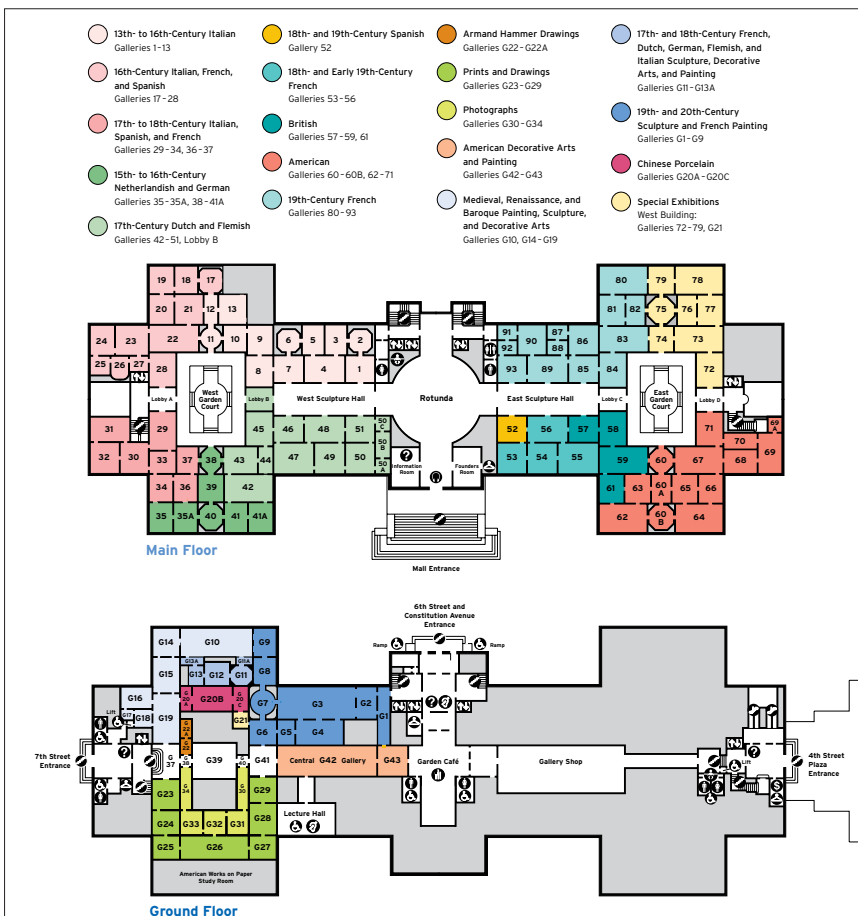 13th- to 16th-Century Italian
Galleries 1-13
16th-Century Italian, French,
and Spanish
Galleries 17-28
17th- to 18th-Century Italian,
Spanish, and French
Galleries 29-34, 36-37
15th- to 16th-Century
Netherlandish and German
Galleries 35-35A, 38-41A
17th-Century Dutch and Flemish
Galleries 42-51, Lobby B
18th- and 19th-Century Spanish
Gallery 52
18th- and Early 19th-Century
French
Galleries 53-56
British
Galleries 57-59, 61
American
Galleries 60-60B, 62-71
19th-Century French
Galleries 80-93
Armand Hammer Drawings
Galleries G22-G22A
Prints and Drawings
Galleries G23-G29
Photographs
Galleries G30-G34
American Decorative Arts
and Painting
Galleries G42-G43
Medieval, Renaissance, and
Baroque Painting, Sculpture,
and Decorative Arts
Galleries G10, G14-G19
17th- and 18th-Century French,
Dutch, German, Flemish, and
Italian Sculpture, Decorative
Arts, and Painting
Galleries G11-G13A
19th- and 20th-Century
Sculpture and French Painting
Galleries G1-G9
Chinese Porcelain
Galleries G20A-G20C
Special Exhibitions
West Building:
Galleries 72-79, G21
19 18 17
80 79 78
20 21 12 13
81 82 75 76 77
24 23 22 11 10 9 6 5 3 2
91 90 87 86 83 74 73
92 88
25 26 27 28 8 7 4 1
93 89 85 84 72
Lobby A
West
Garden
Court
Lobby B
West Sculpture Hall
Rotunda
East Sculpture Hall
Lobby C
East
Garden
Court
Lobby D
31 29 45 46 48 51 50
C
52 56 57 58 71 69
A
50
B
70
32 30 33 37 38 43 44 47 49 50 50
A
?
Information
Room
Founders
Room
53 54 55 59 60 68 69
34 36 39 42
61 63 60
A 65 66
35 35A 40 41 41A
62 60
B 64
Main Floor
Mall Entrance
6th Street and
Constitution Avenue
Entrance
Ramp
Ramp
G14 G10 G9
G13A G11A
G15 G13 G12 G11 G8
G16 G
20
A G20B G
20
C G7 G3 G2
Lift
G17 G18 G19 G
22
A G21 G6 G5 G4 G1
?
G
22
7th Street
Entrance
?
G
37
G
38
G39
G
40
G41
Central G42 Gallery
G43
Garden Café
Gallery Shop
Lift
?
$
4th Street
Plaza
Entrance
G23 G
34 G
30 G29
G24 G33 G32 G31 G28
Lecture Hall
G25 G26 G27
American Works on Paper
Study Room
Ground Floor